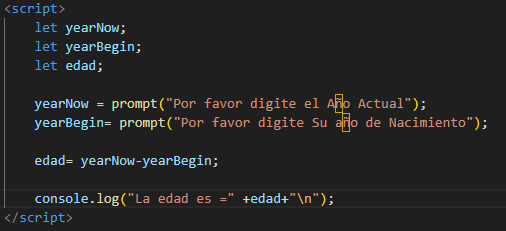 <script>
let yearNow;
let yearBegin;
let edad;
yearNow = prompt("Por favor digite el Año Actual");
yearBegin= prompt("Por favor digite Su año de Nacimiento");
edad= yearNow-yearBegin;
console.log("La edad es =" +edad+"\n");
</script>